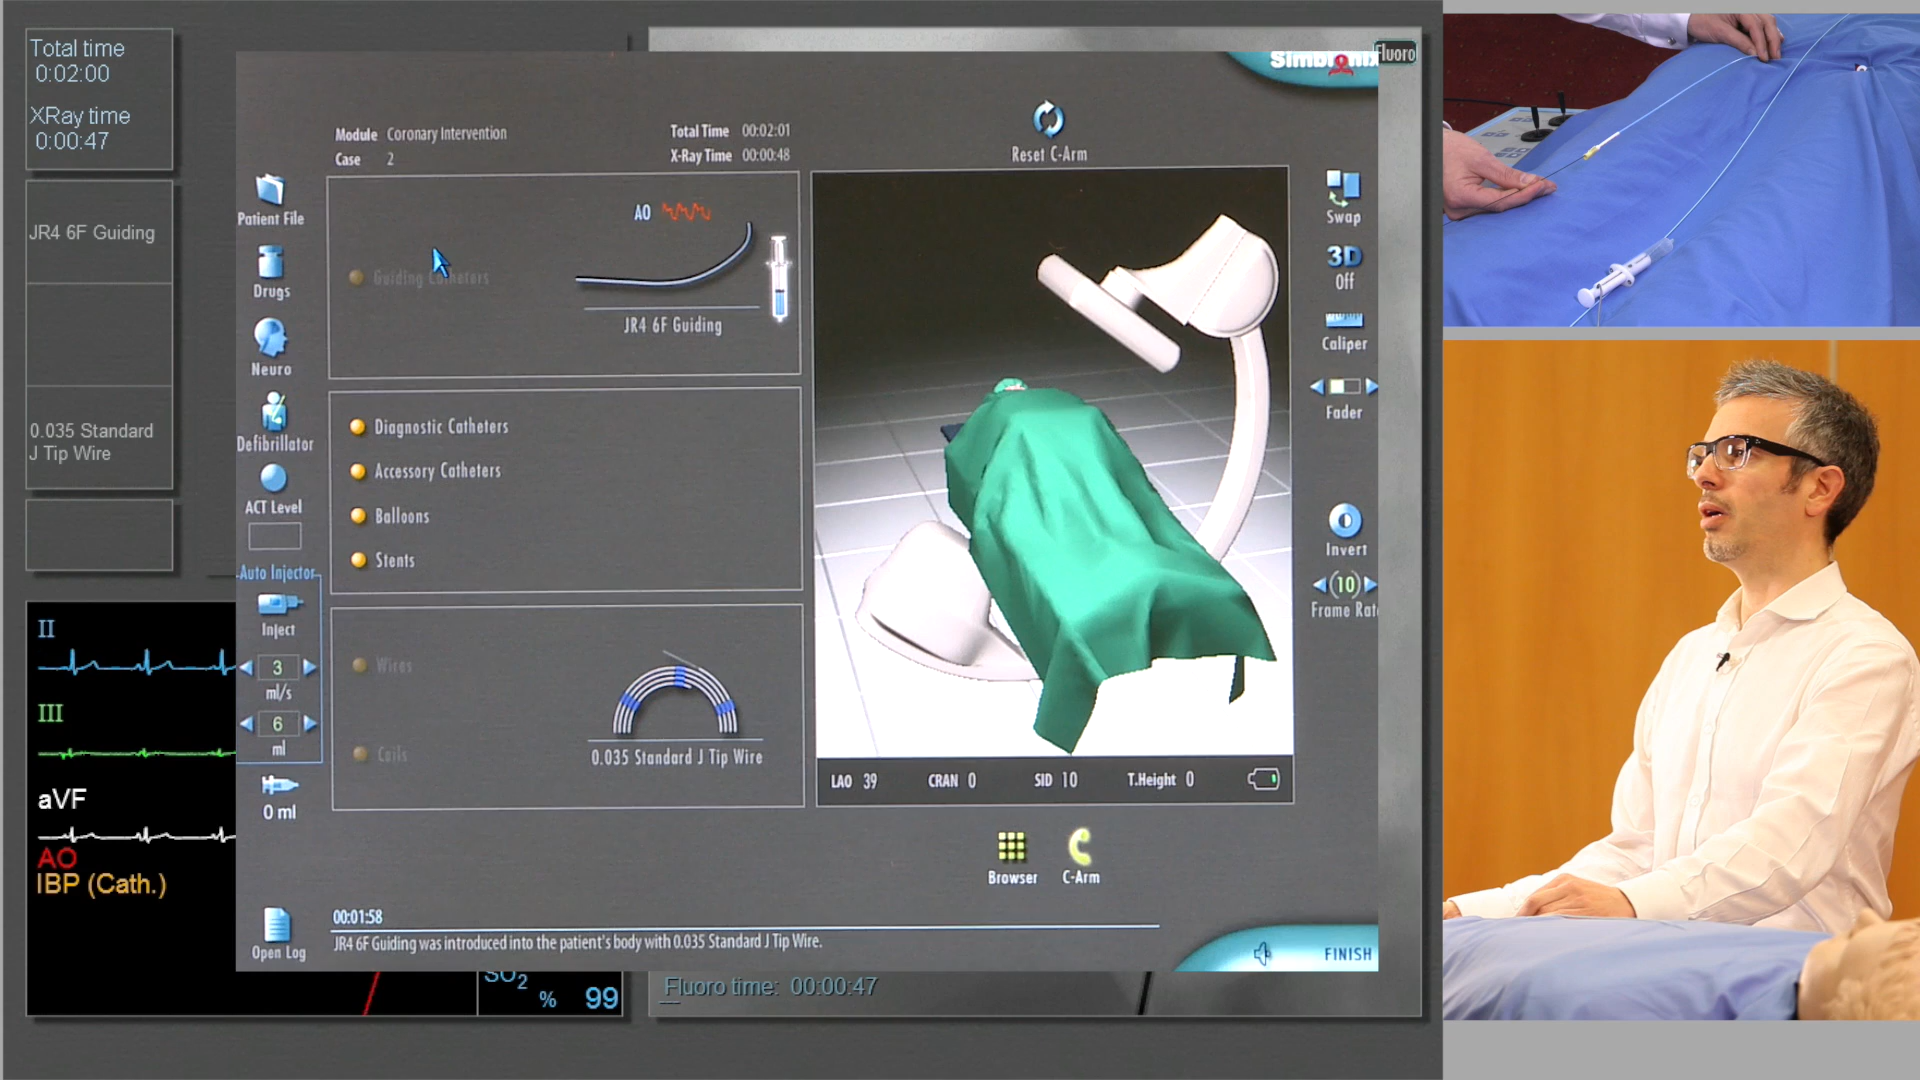 Total time
0:02:00
XRay time
0:00:47
JR4 6F Guiding
0.035 Standard
J Tip Wire
II
III
aVF
AO
IBP (Cath.)
SO2
%
99
Fluoro time: 00:00:47
Fluoro
Simbionix
Module Coronary Intervention
Case 2
Total Time 00:02:01
X-Ray Time 00:00:48
Reset C-Arm
Patient File
Drugs
Neuro
Defibrillator
ACT Level
Auto Injector
Inject
3
ml/s
6
ml
0 ml
Open Log
AO
Guiding Catheters
JR4 6F Guiding
Diagnostic Catheters
Accessory Catheters
Balloons
Stents
Wires
Coils
0.035 Standard J Tip Wire
LAO 39 CRAN 0 SID 10 T.Height 0
Swap
3D
Off
Caliper
Fader
Invert
10
Frame Rat
Browser
C-Arm
00:01:58
JR4 6F Guiding was introduced into the patient's body with 0.035 Standard J Tip Wire.
FINISH